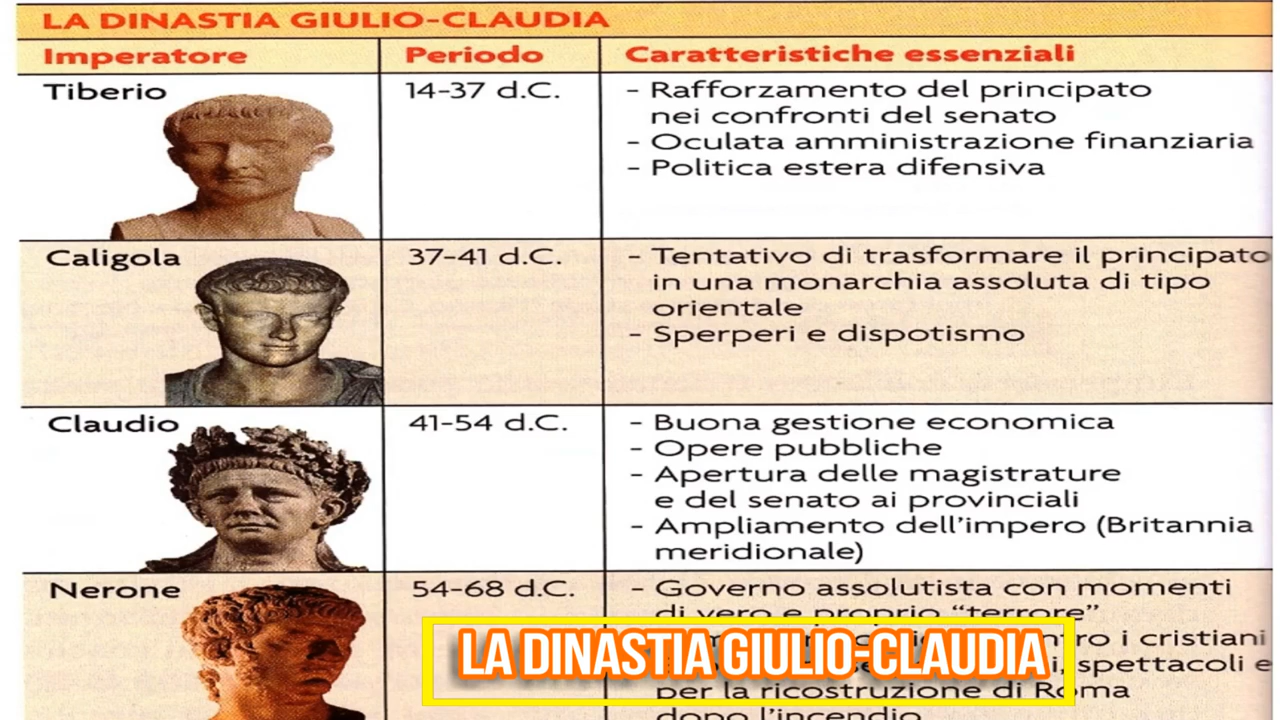 LA DINASTIA GIULIO-CLAUDIA
Imperatore Periodo Caratteristiche essenziali
Tiberio 14-37 d.C. - Rafforzamento del principato
nei confronti del senato
- Oculata amministrazione finanziaria
- Politica estera difensiva
Caligola 37-41 d.C. - Tentativo di trasformare il principato
in una monarchia assoluta di tipo
orientale
- Sperperi e dispotismo
Claudio 41-54 d.C. - Buona gestione economica
- Opere pubbliche
- Apertura delle magistrature
e del senato ai provinciali
- Ampliamento dell'impero (Britannia
meridionale)
Nerone 54-68 d.C. - Governo assolutista con momenti
di vero e proprio "terrore"
i cristiani
spettacoli e
per la ricostruzione di Roma
dopo l'incendio
LA DINASTIA GIULIO-CLAUDIA